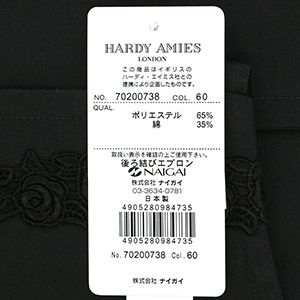 HARDY AMIES
LONDON
この商品はイギリスの
ハーディ・エイミス社との
提携により企画したものです。
NO. 70200738 COL. 60
QUAL.
ポリエステル 65%
綿 35%
取扱い表示を確認の上ご使用下さい。
後ろ結びエプロン
NAIGAI
株式会社 ナイガイ
03-3634-0781
日本製
4905280984735
4905280984735
No. 70200738 Col. 60
株式会社 ナイガイ